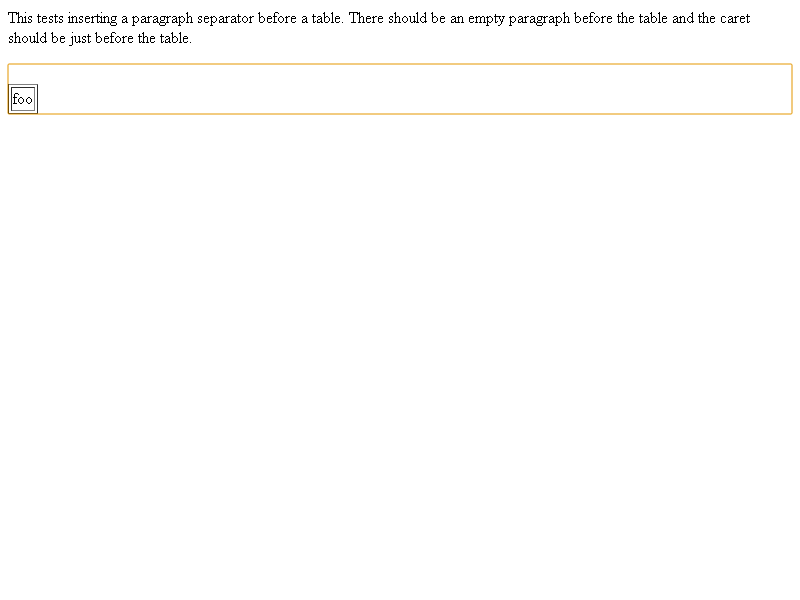 This tests inserting a paragraph separator before a table. There should be an empty paragraph before the table and the caret
should be just before the table.
foo